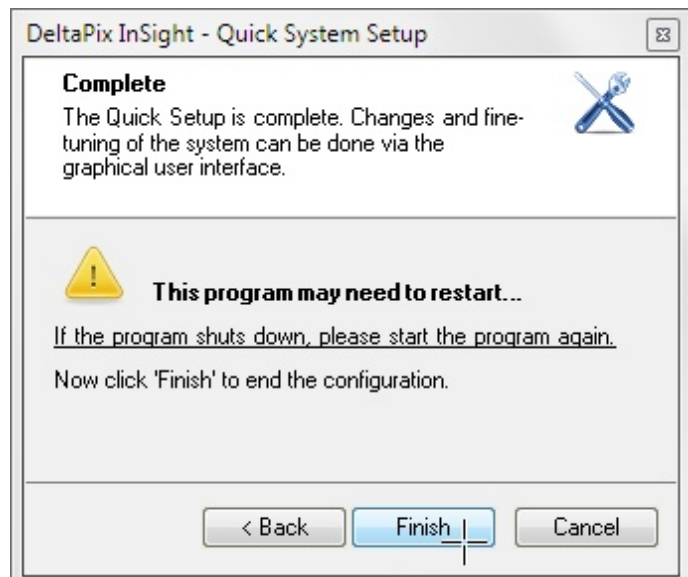 DeltaPix InSight - Quick System Setup
Complete
The Quick Setup is complete. Changes and fine-
tuning of the system can be done via the
graphical user interface.
This program may need to restart...
If the program shuts down, please start the program again.
Now click 'Finish' to end the configuration.
< Back
Finish
Cancel